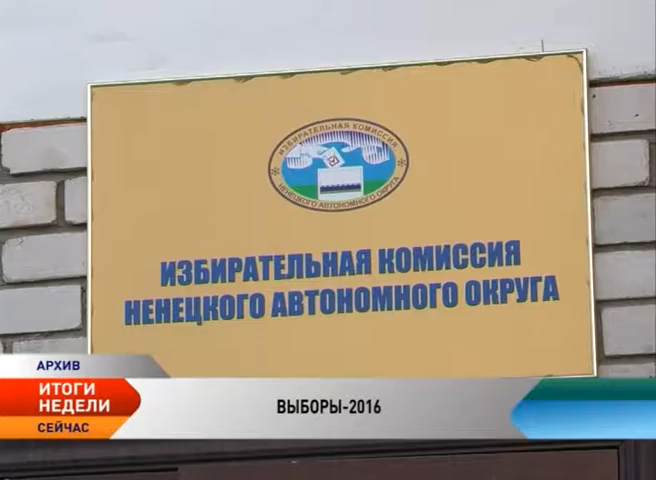 ИЗБИРАТЕЛЬНАЯ КОМИССИЯ
НЕНЕЦКОГО АВТОНОМНОГО ОКРУГА
ИЗБИРАТЕЛЬНАЯ КОМИССИЯ
НЕНЕЦКОГО АВТОНОМНОГО ОКРУГА
АРХИВ
ИТОГИ
НЕДЕЛИ
СЕЙЧАС
ВЫБОРЫ-2016